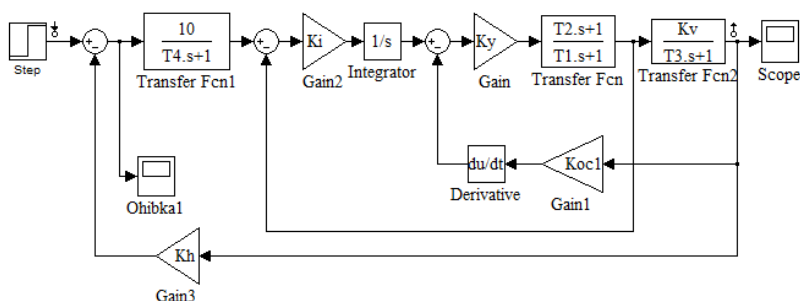 Step
10
T4.s+1
Transfer Fcn1
Ki
Gain2
1/s
Integrator
Ky
Gain
T2.s+1
T1.s+1
Transfer Fcn
Kv
T3.s+1
Transfer Fcn2
Scope
Ohibka1
du/dt
Derivative
Koc1
Gain1
Kh
Gain3